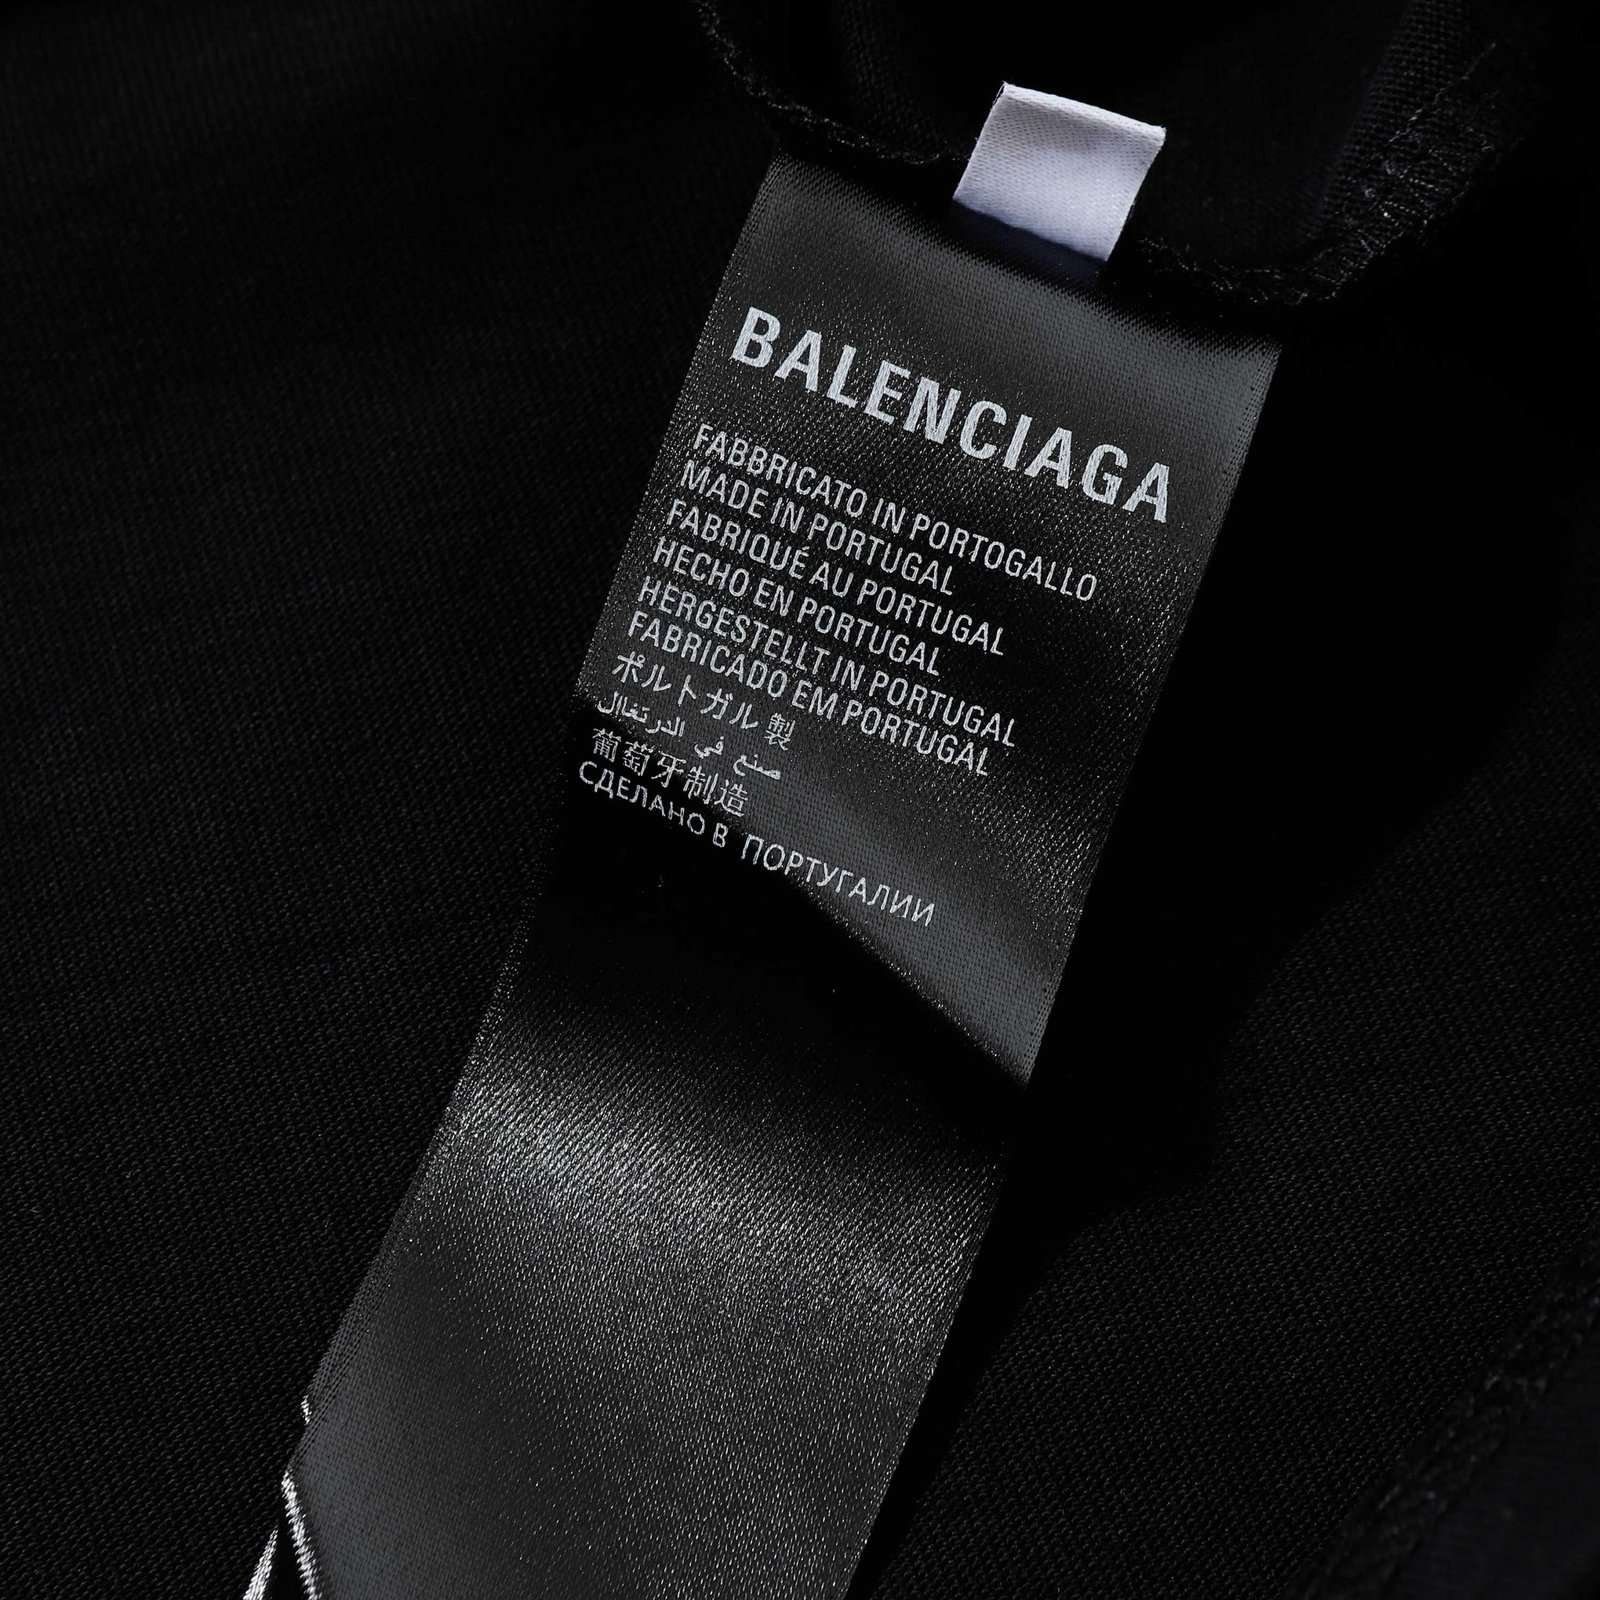 BALENCIAGA
FABBRICATO IN PORTOGALLO
MADE IN PORTUGAL
FABRIQUÉ AU PORTUGAL
HECHO EN PORTUGAL
HERGESTELLT IN PORTUGAL
FABRICADO EM PORTUGAL
ポルトガル製
صنع في الدرتغاال
葡萄牙制造
СДЕЛАНО В ПОРТУГАЛИИ